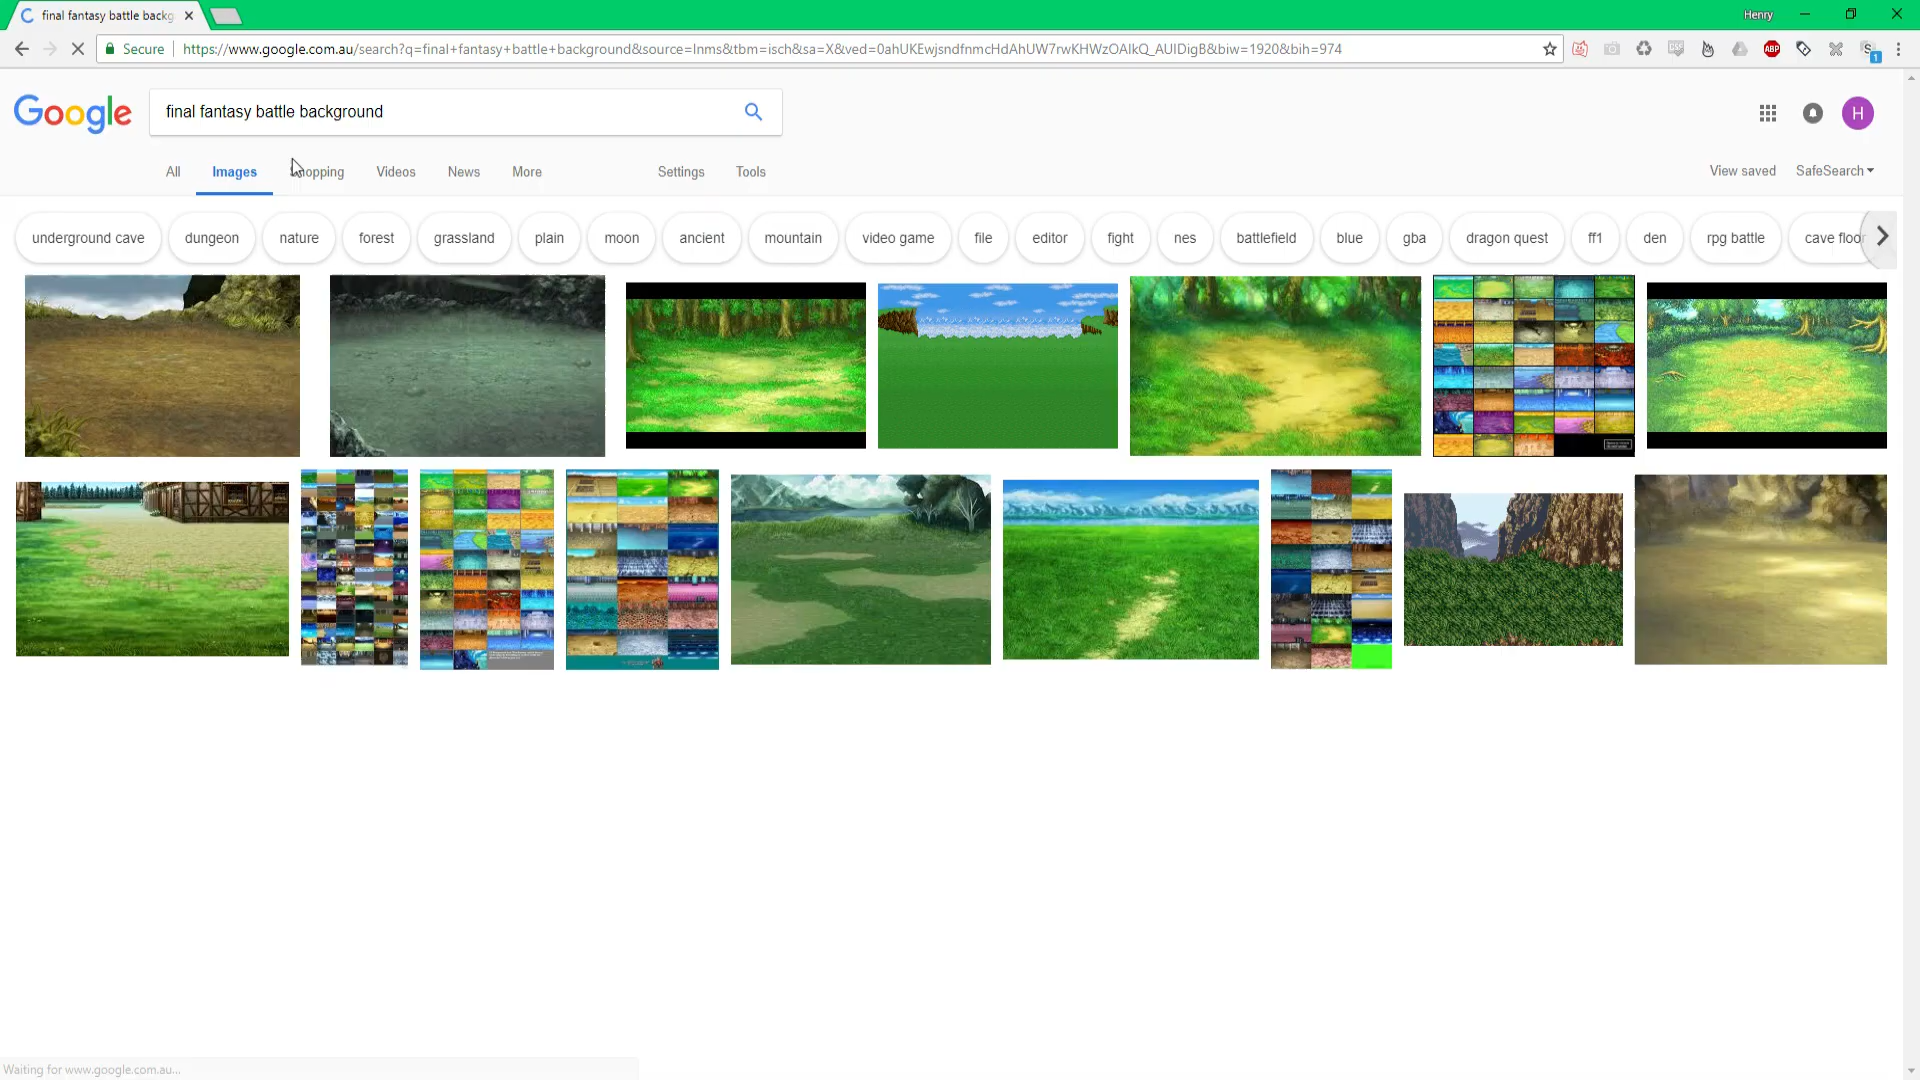 final fantasy battle backg
Henry
Secure
https://www.google.com.au/search?q=final+fantasy+battle+background&source=lnms&tbm=isch&sa=X&ved=0ahUKEwjsndfnmcHdAhUW7rwKHWzOAlkQ_AUIDigB&biw=1920&bih=974
ABP
S
1
Google
final fantasy battle background
H
All Images Shopping Videos News More Settings Tools View saved SafeSearch
underground cave dungeon nature forest grassland plain moon ancient mountain video game file editor fight nes battlefield blue gba dragon quest ff1 den rpg battle cave floor
Waiting for www.google.com.au...